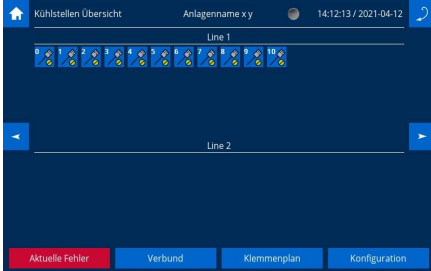 Kühlstellen Übersicht Anlagenname x y 14:12:13 / 2021-04-12
Line 1
0 1 2 3 4 5 6 7 8 9 10
Line 2
Aktuelle Fehler Verbund Klemmenplan Konfiguration